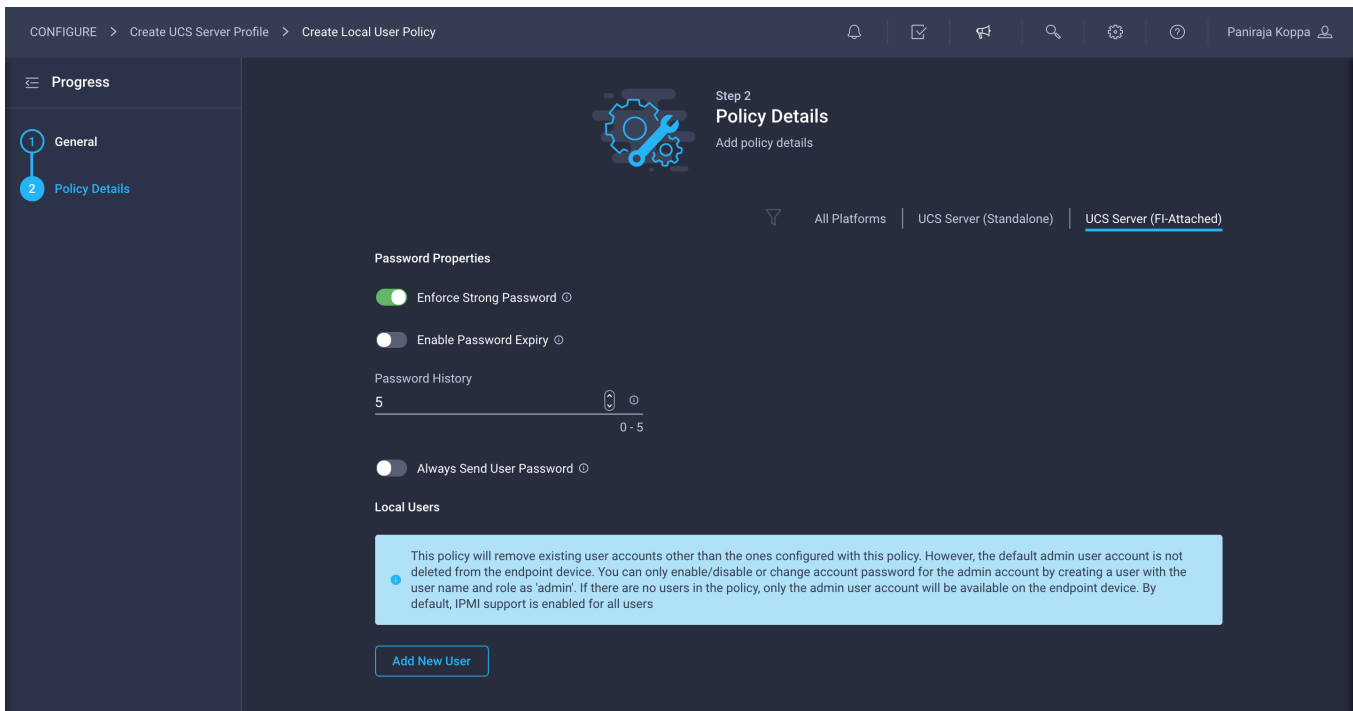 CONFIGURE > Create UCS Server Profile > Create Local User Policy
Paniraja Koppa
Progress
1 General
2 Policy Details
Step 2
Policy Details
Add policy details
All Platforms | UCS Server (Standalone) | UCS Server (FI-Attached)
Password Properties
Enforce Strong Password
Enable Password Expiry
Password History
5
0 - 5
Always Send User Password
Local Users
This policy will remove existing user accounts other than the ones configured with this policy. However, the default admin user account is not
deleted from the endpoint device. You can only enable/disable or change account password for the admin account by creating a user with the
user name and role as 'admin'. If there are no users in the policy, only the admin user account will be available on the endpoint device. By
default, IPMI support is enabled for all users
Add New User